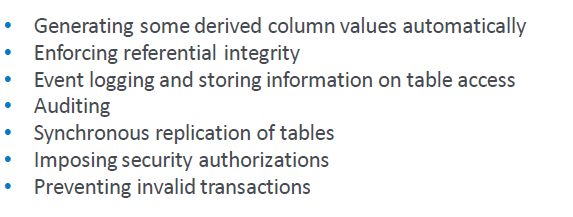 • Generating some derived column values automatically
• Enforcing referential integrity
• Event logging and storing information on table access
• Auditing
• Synchronous replication of tables
• Imposing security authorizations
• Preventing invalid transactions